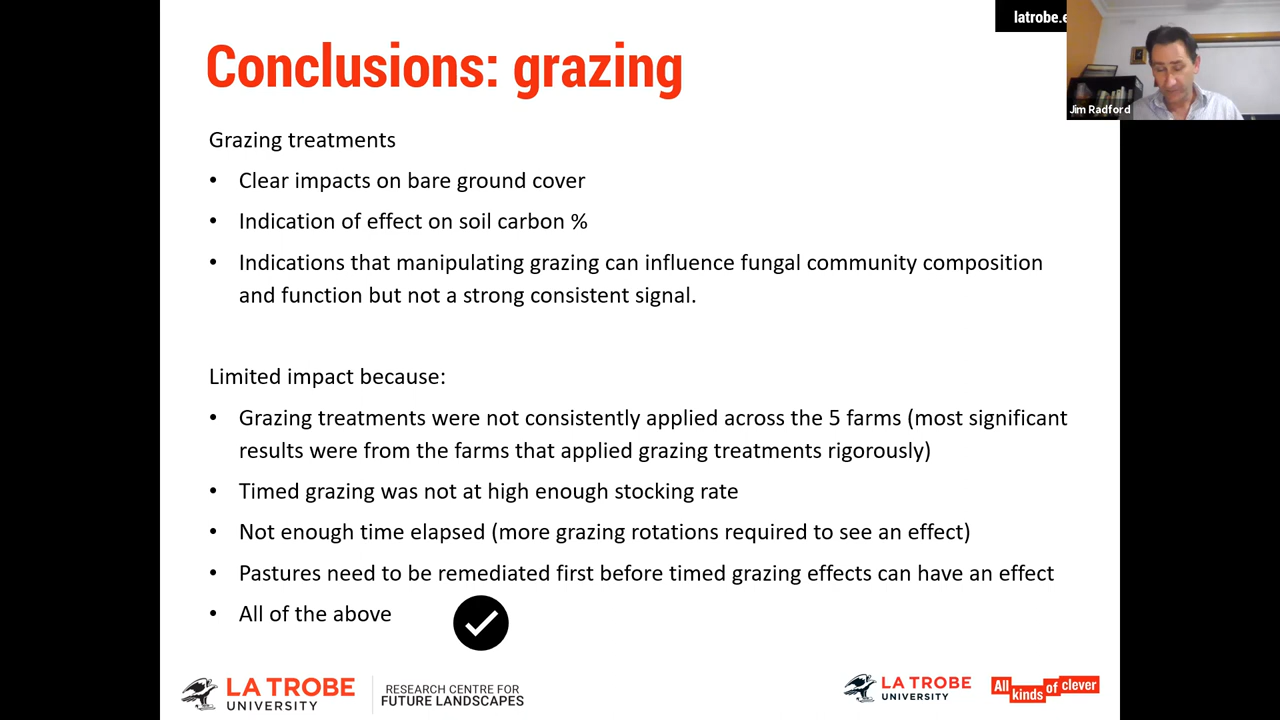 latrobe.e
Jim Radford
Conclusions: grazing
Grazing treatments
• Clear impacts on bare ground cover
• Indication of effect on soil carbon %
• Indications that manipulating grazing can influence fungal community composition
and function but not a strong consistent signal.
Limited impact because:
• Grazing treatments were not consistently applied across the 5 farms (most significant
results were from the farms that applied grazing treatments rigorously)
• Timed grazing was not at high enough stocking rate
• Not enough time elapsed (more grazing rotations required to see an effect)
• Pastures need to be remediated first before timed grazing effects can have an effect
• All of the above
LA TROBE
UNIVERSITY
RESEARCH CENTRE FOR
FUTURE LANDSCAPES
LA TROBE
UNIVERSITY
All kinds of clever